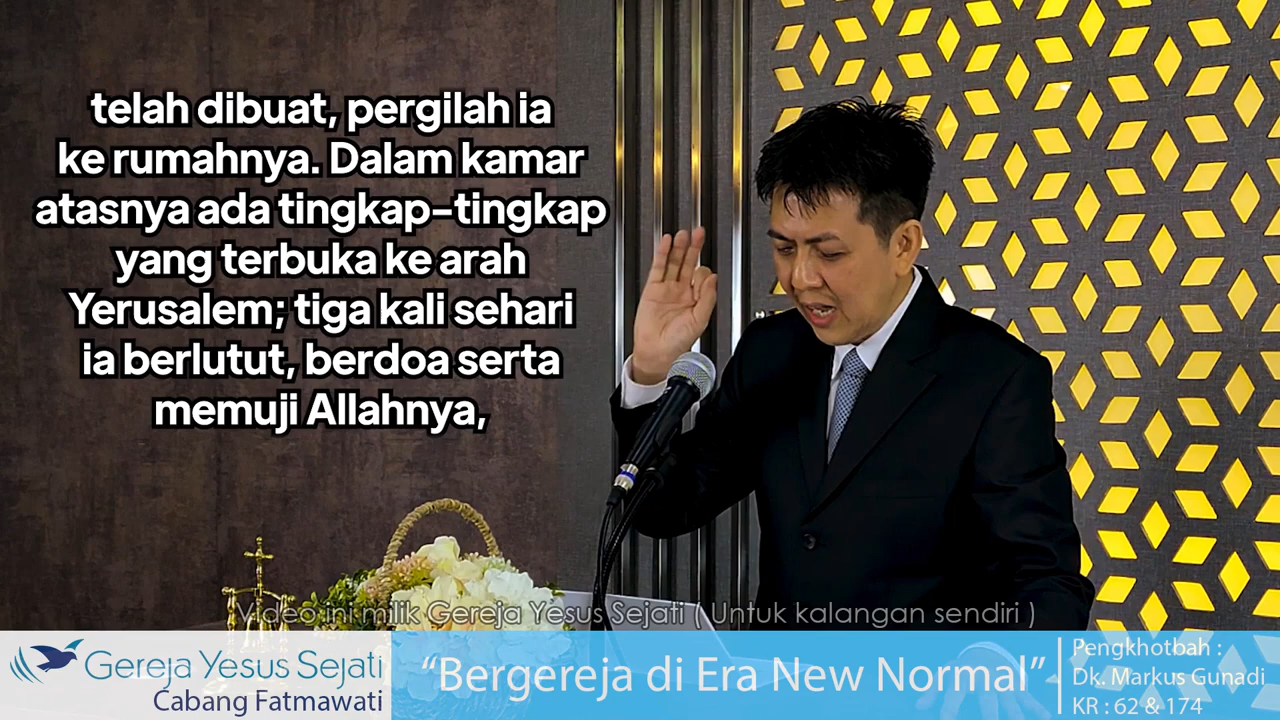 telah dibuat, pergilah ia
ke rumahnya. Dalam kamar
atasnya ada tingkap-tingkap
yang terbuka ke arah
Yerusalem; tiga kali sehari
ia berlutut, berdoa serta
memuji Allahnya,
Video ini milik Gereja Yesus Sejati ( Untuk kalangan sendiri )
Gereja Yesus Sejati
Cabang Fatmawati
“Bergereja di Era New Normal”
Pengkhotbah :
Dk. Markus Gunadi
KR : 62 & 174